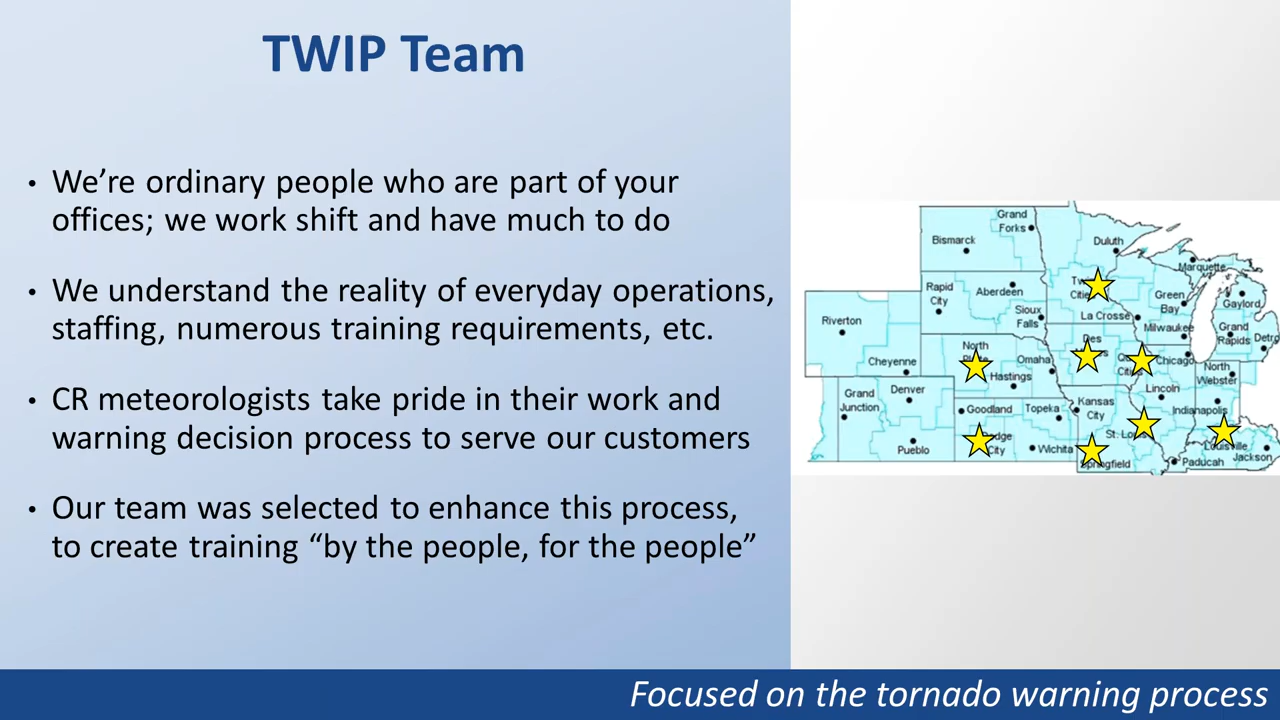 TWIP Team
• We’re ordinary people who are part of your
offices; we work shift and have much to do
• We understand the reality of everyday operations,
staffing, numerous training requirements, etc.
• CR meteorologists take pride in their work and
warning decision process to serve our customers
• Our team was selected to enhance this process,
to create training “by the people, for the people”
Grand
Forks
Bismarck
Duluth
Marquette
Rapid
City
Aberdeen
Green
Bay
Gaylord
Sioux
Falls
La Crosse
Riverton
Milwaukee
Grand
Rapids
North
Omaha
Chicago
Cheyenne
Hastings
North
Webster
Grand
Junction
Denver
Lincoln
Goodland
Topeka
Kansas
City
Indianapolis
Pueblo
City
Wichita
Louisville
Jackson
Paducah
Focused on the tornado warning process